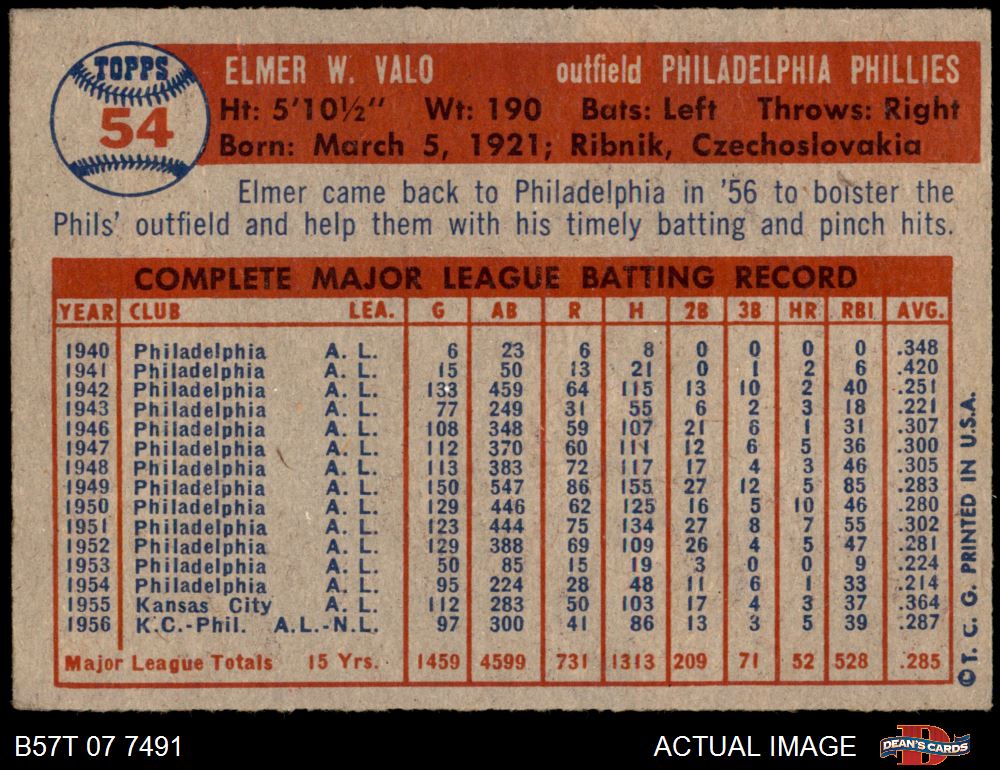 TOPPS
54
ELMER W. VALO outfield PHILADELPHIA PHILLIES
Ht: 5'10½" Wt: 190 Bats: Left Throws: Right
Born: March 5, 1921; Ribnik, Czechoslovakia
Elmer came back to Philadelphia in '56 to bolster the
Phils' outfield and help them with his timely batting and pinch hits.
COMPLETE MAJOR LEAGUE BATTING RECORD
YEAR CLUB LEA. G AB R H 2B 3B HR RBI AVG.
1940 Philadelphia A. L. 6 23 6 8 0 0 0 0 .348
1941 Philadelphia A. L. 15 50 13 21 0 1 2 6 .420
1942 Philadelphia A. L. 133 459 64 115 13 10 2 40 .251
1943 Philadelphia A. L. 77 249 31 55 6 2 3 18 .221
1946 Philadelphia A. L. 108 348 59 107 21 6 1 31 .307
1947 Philadelphia A. L. 112 370 60 111 12 6 5 36 .300
1948 Philadelphia A. L. 113 383 72 117 17 4 3 46 .305
1949 Philadelphia A. L. 150 547 86 155 27 12 5 85 .283
1950 Philadelphia A. L. 129 446 62 125 16 5 10 46 .280
1951 Philadelphia A. L. 123 444 75 134 27 8 7 55 .302
1952 Philadelphia A. L. 129 388 69 109 26 4 5 47 .281
1953 Philadelphia A. L. 50 85 15 19 3 0 0 9 .224
1954 Philadelphia A. L. 95 224 28 48 11 6 1 33 .214
1955 Kansas City A. L. 112 283 50 103 17 4 3 37 .364
1956 K.C.-Phil. A.L.-N.L. 97 300 41 86 13 3 5 39 .287
Major League Totals 15 Yrs. 1459 4599 731 1313 209 71 52 528 .285
© T. C. G. PRINTED IN U.S.A.
B57T 07 7491 ACTUAL IMAGE
D
DEAN'S CARDS